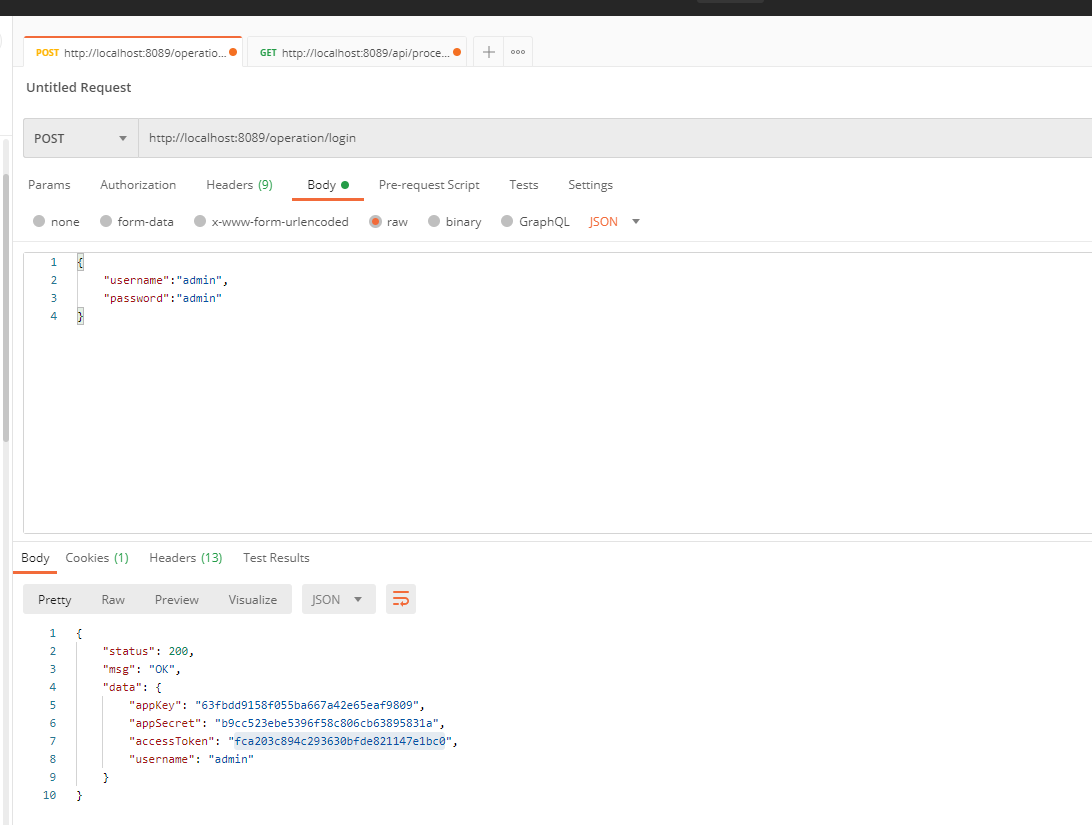 POST http://localhost:8089/operatio... GET http://localhost:8089/api/proce...
Untitled Request
POST http://localhost:8089/operation/login
Params Authorization Headers (9) Body Pre-request Script Tests Settings
none form-data x-www-form-urlencoded raw binary GraphQL JSON
1 {
2 "username":"admin",
3 "password":"admin"
4 }
Body Cookies (1) Headers (13) Test Results
Pretty Raw Preview Visualize JSON
1 {
2 "status": 200,
3 "msg": "OK",
4 "data": {
5 "appKey": "63fbdd9158f055ba667a42e65eaf9809",
6 "appSecret": "b9cc523ebe5396f58c806cb63895831a",
7 "accessToken": "fca203c894c293630bfde821147e1bc0",
8 "username": "admin"
9 }
10 }